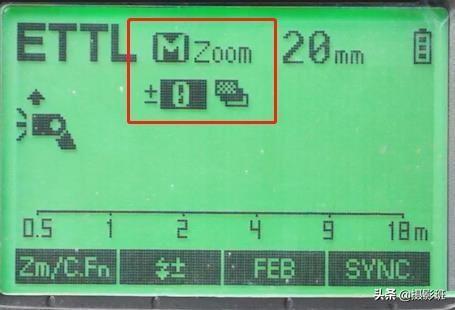 ETTL M Zoom 20mm
± 0
0.5 1 2 4 9 18m
Zm/C.Fn ± FEB SYNC
头条 @摄影斑